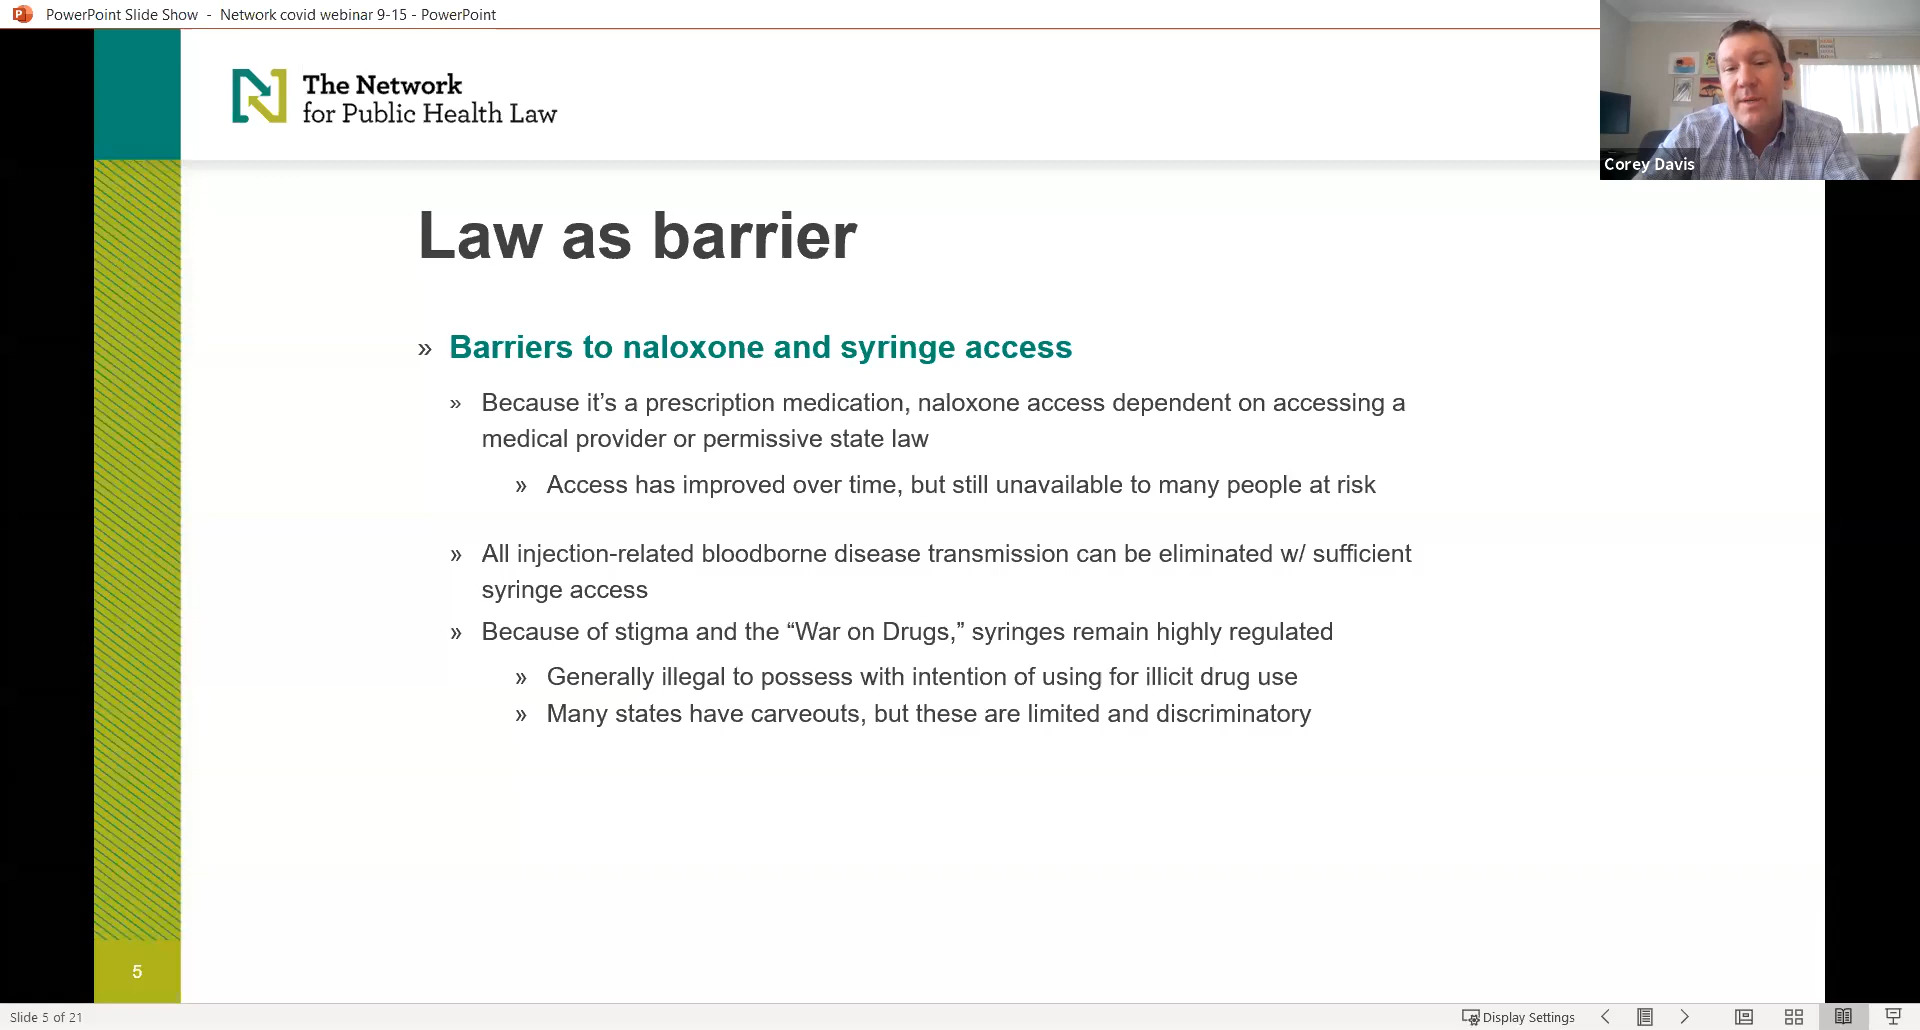 PowerPoint Slide Show - Network covid webinar 9-15 - PowerPoint
The Network
for Public Health Law
Corey Davis
Law as barrier
» Barriers to naloxone and syringe access
» Because it’s a prescription medication, naloxone access dependent on accessing a
medical provider or permissive state law
» Access has improved over time, but still unavailable to many people at risk
» All injection-related bloodborne disease transmission can be eliminated w/ sufficient
syringe access
» Because of stigma and the “War on Drugs,” syringes remain highly regulated
» Generally illegal to possess with intention of using for illicit drug use
» Many states have carveouts, but these are limited and discriminatory
5
Slide 5 of 21
Display Settings